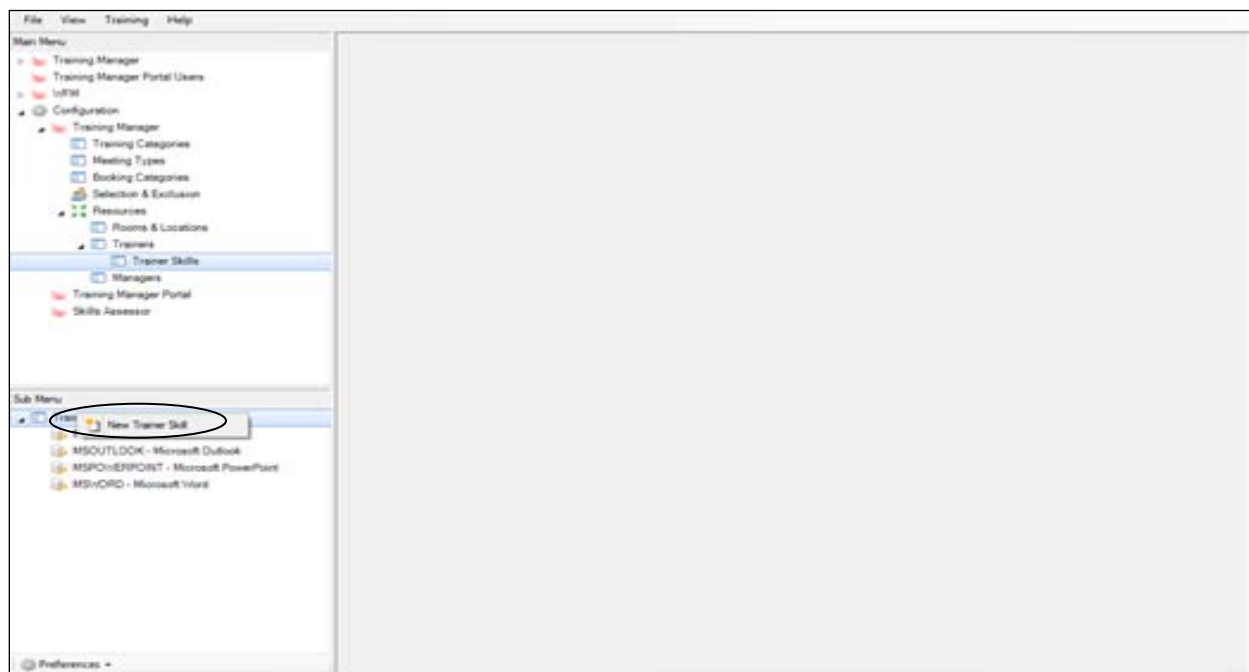 File View Training Help
Main Menu
Training Manager
Training Manager Portal Users
WFM
Configuration
Training Manager
Training Categories
Meeting Types
Booking Categories
Selection & Exclusion
Resources
Rooms & Locations
Trainers
Trainer Skills
Managers
Training Manager Portal
Skills Assessor
Sub Menu
New Trainer Skill
MSOUTLOOK - Microsoft Outlook
MSPOWERPOINT - Microsoft PowerPoint
MSWORD - Microsoft Word
Preferences